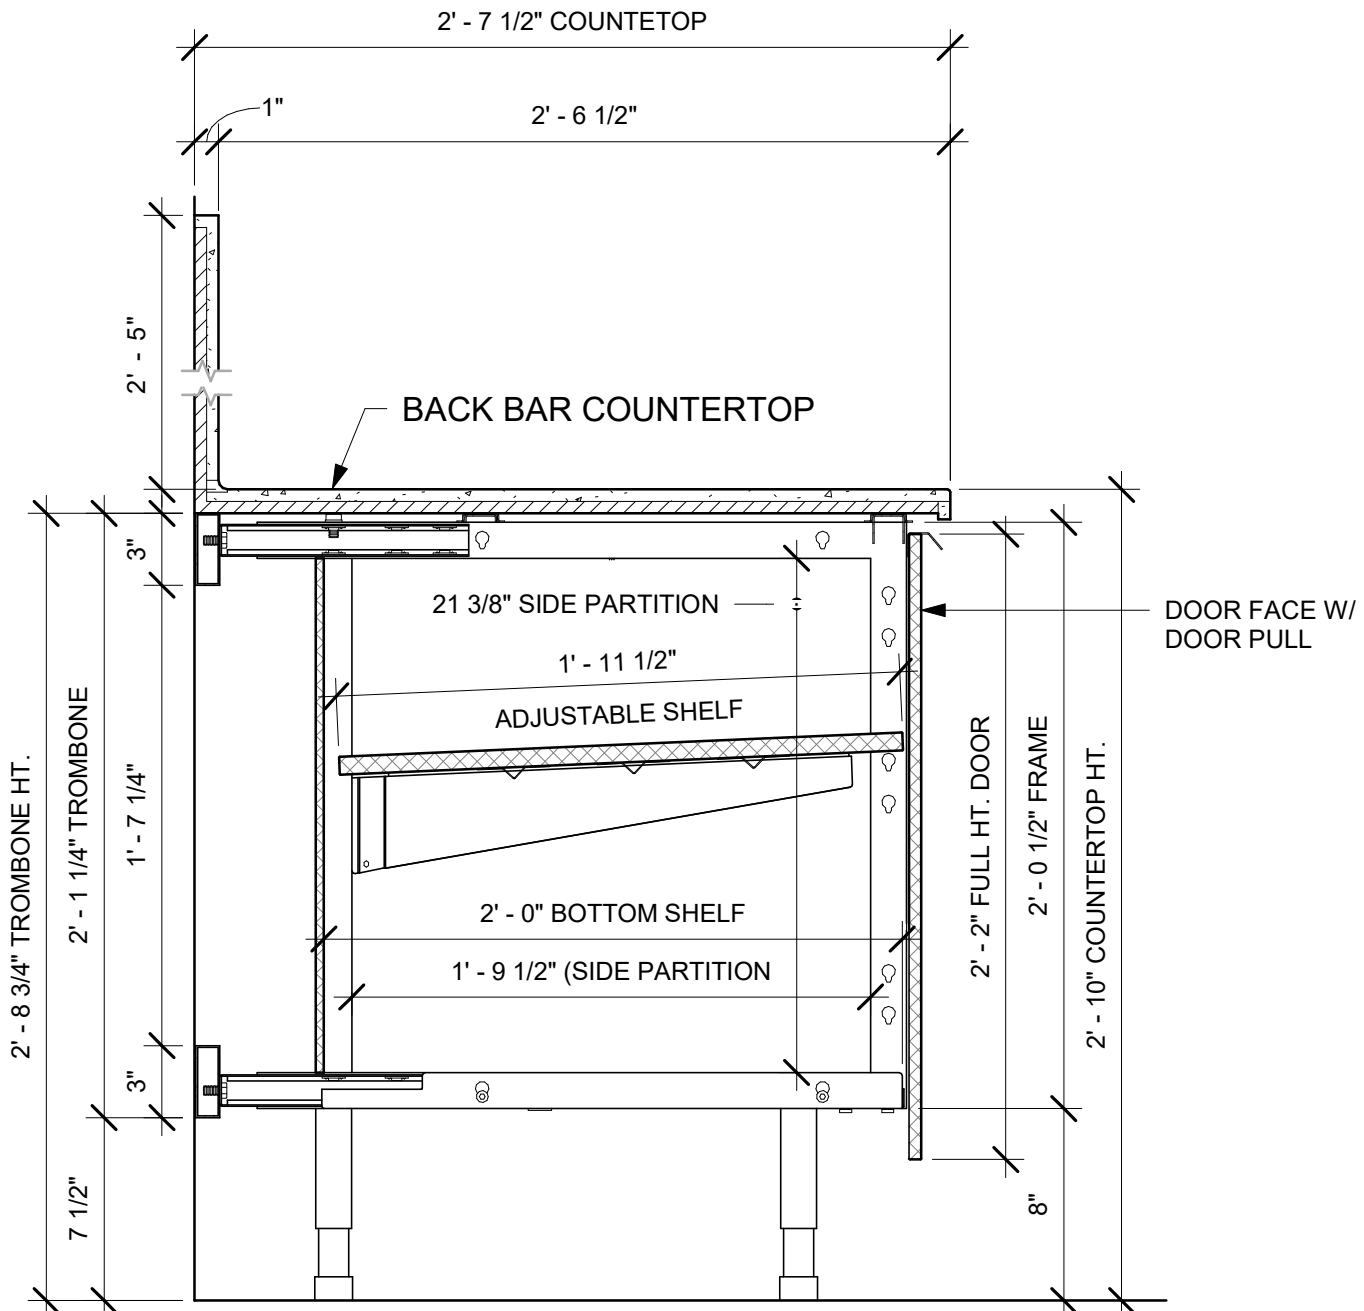 2' - 7 1/2" COUNTETOP
1"
2' - 6 1/2"
2' - 5"
BACK BAR COUNTERTOP
3"
21 3/8" SIDE PARTITION
DOOR FACE W/
DOOR PULL
1' - 11 1/2"
ADJUSTABLE SHELF
2' - 8 3/4" TROMBONE HT.
2' - 1 1/4" TROMBONE
1' - 7 1/4"
2' - 2" FULL HT. DOOR
2' - 0 1/2" FRAME
2' - 10" COUNTERTOP HT.
2' - 0" BOTTOM SHELF
1' - 9 1/2" (SIDE PARTITION
3"
7 1/2"
8"